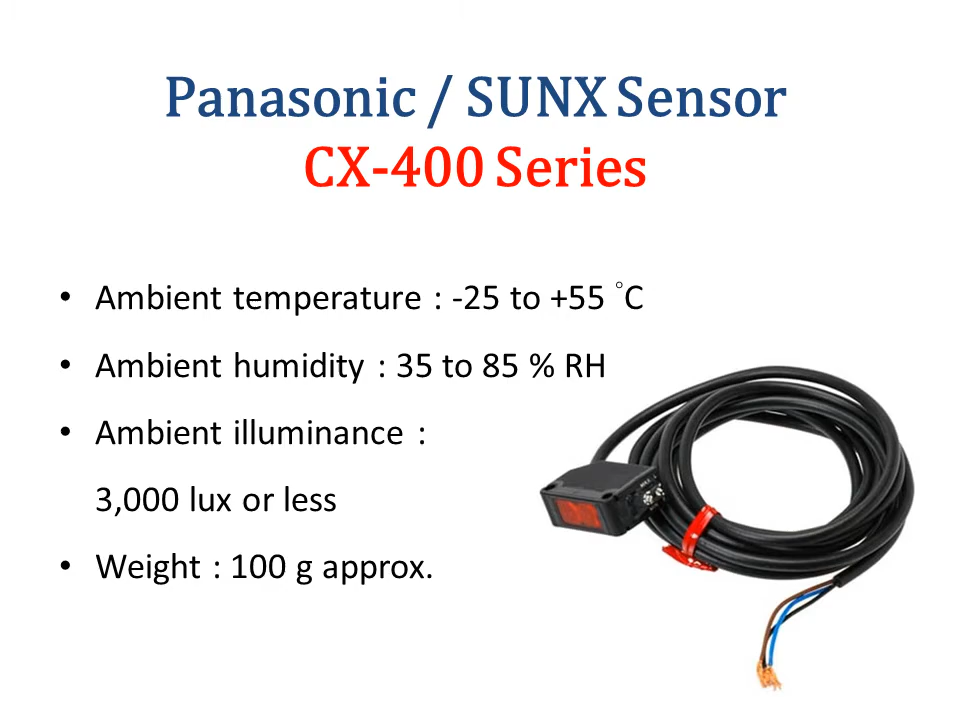 Panasonic / SUNX Sensor
CX-400 Series
• Ambient temperature : -25 to +55 °C
• Ambient humidity : 35 to 85 % RH
• Ambient illuminance :
3,000 lux or less
• Weight : 100 g approx.